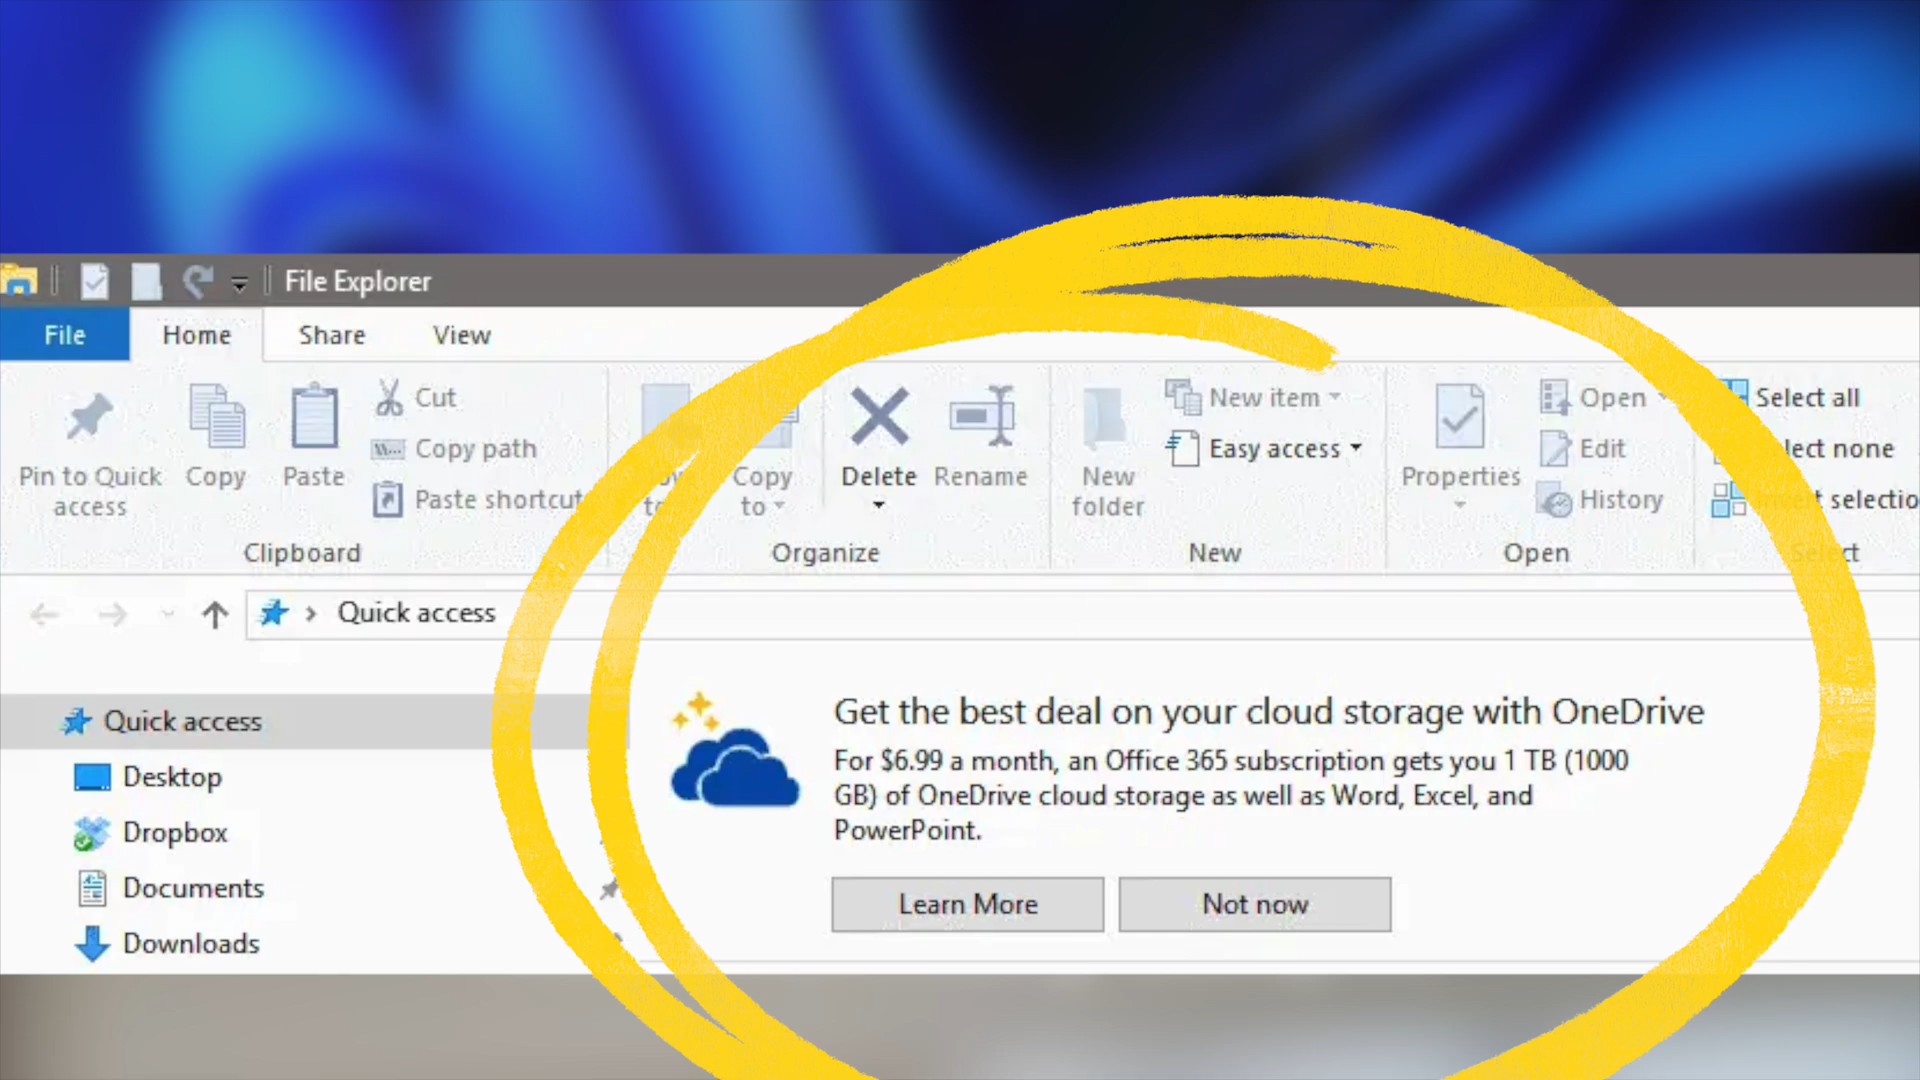 File Explorer
File Home Share View
Pin to Quick access
Copy
Paste
Cut
Copy path
Paste shortcut
Clipboard
to
Copy to
Delete
Rename
Organize
New folder
New item
Easy access
New
Properties
Open
Edit
History
Open
Select all
none
selectio
Select
Quick access
Quick access
Desktop
Dropbox
Documents
Downloads
Get the best deal on your cloud storage with OneDrive
For $6.99 a month, an Office 365 subscription gets you 1 TB (1000
GB) of OneDrive cloud storage as well as Word, Excel, and
PowerPoint.
Learn More Not now